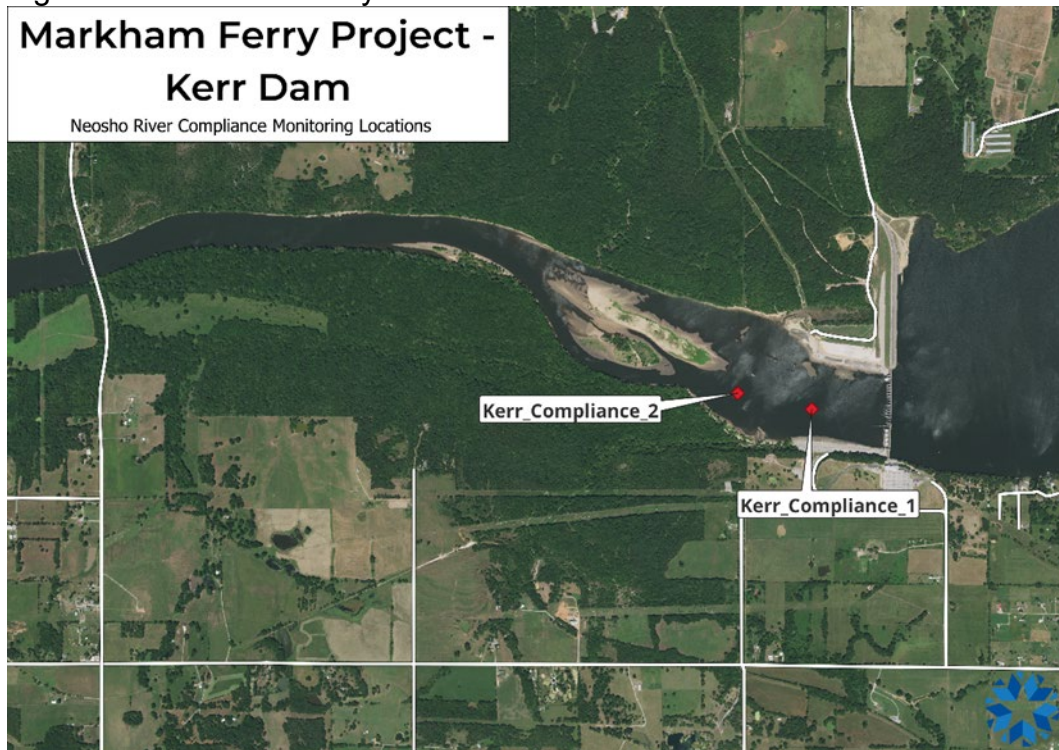 Markham Ferry Project -
Kerr Dam
Neosho River Compliance Monitoring Locations
Kerr_Compliance_2
Kerr_Compliance_1